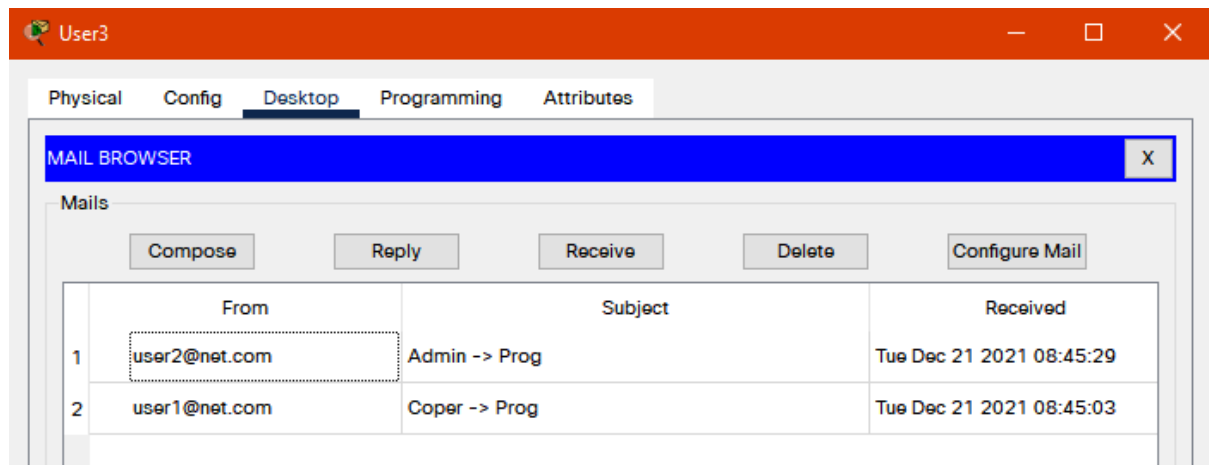 User3
Physical Config Desktop Programming Attributes
MAIL BROWSER X
Mails
Compose Reply Receive Delete Configure Mail
From Subject Received
1 user2@net.com Admin -> Prog Tue Dec 21 2021 08:45:29
2 user1@net.com Coper -> Prog Tue Dec 21 2021 08:45:03